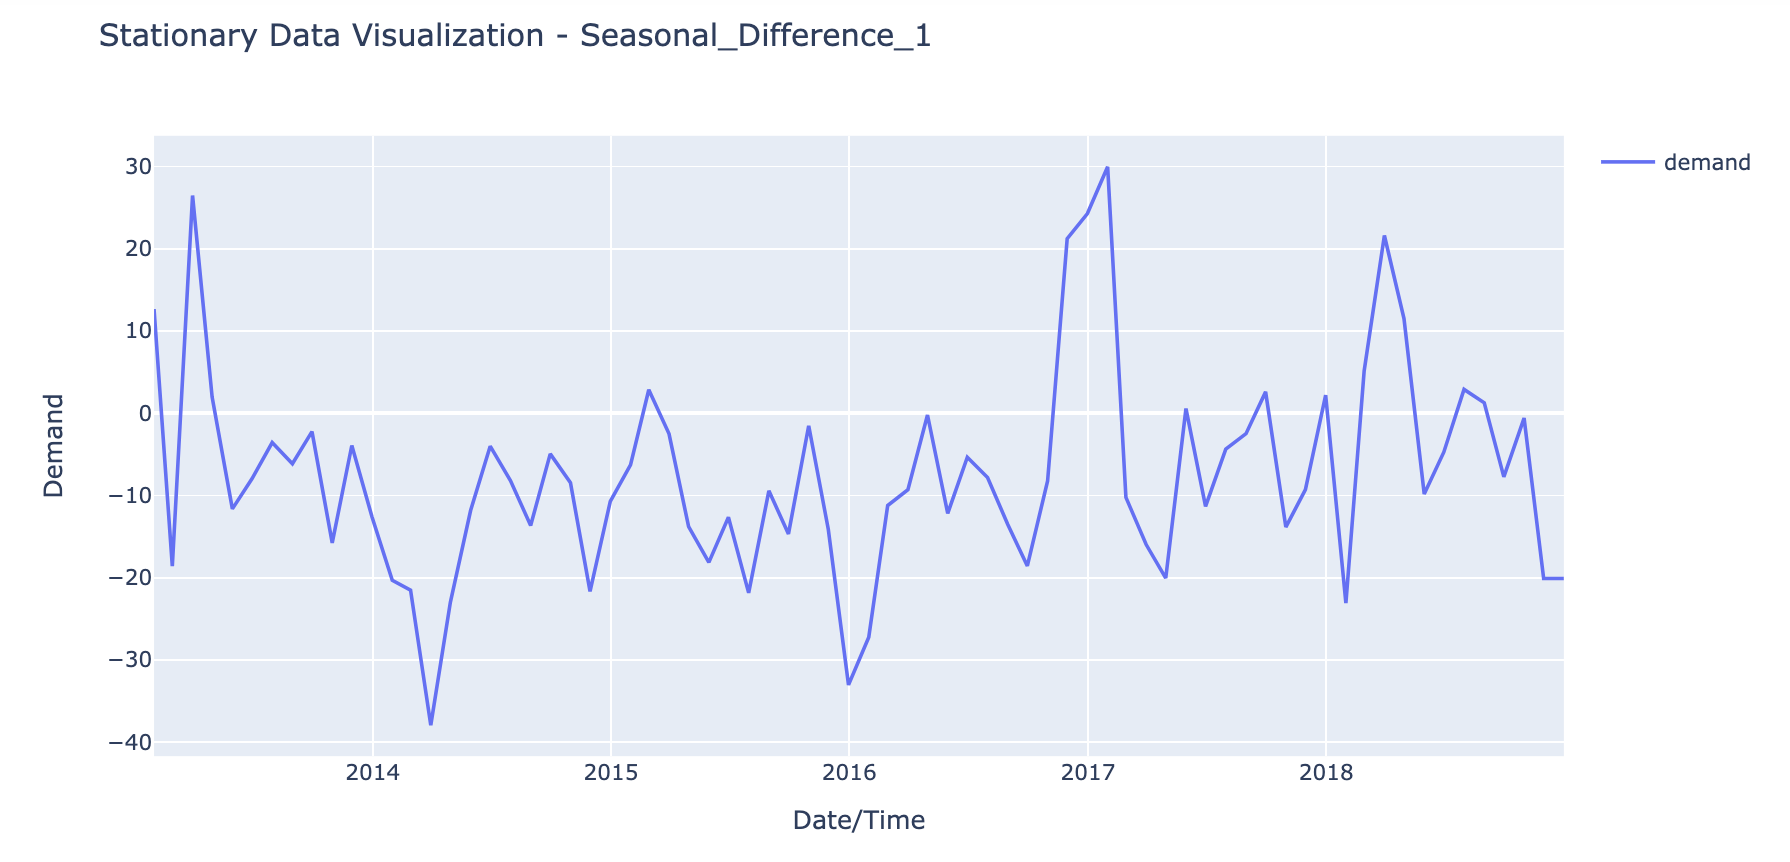 Stationary Data Visualization - Seasonal_Difference_1
demand
30
20
10
0
−10
−20
−30
−40
Demand
2014 2015 2016 2017 2018
Date/Time